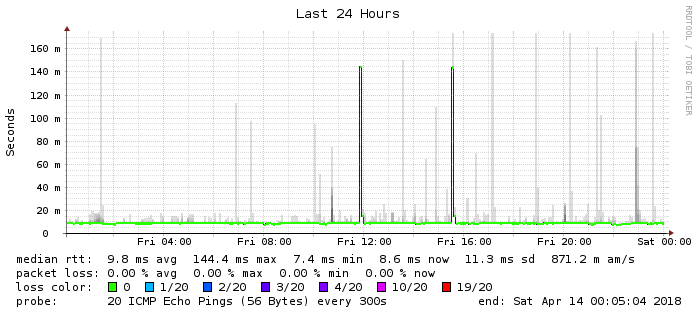 Last 24 Hours
RRDTOOL / TOBI OETIKER
Seconds
160 m
140 m
120 m
100 m
80 m
60 m
40 m
20 m
0
Fri 04:00 Fri 08:00 Fri 12:00 Fri 16:00 Fri 20:00 Sat 00:00
median rtt: 9.8 ms avg 144.4 ms max 7.4 ms min 8.6 ms now 11.3 ms sd 871.2 m am/s
packet loss: 0.00 % avg 0.00 % max 0.00 % min 0.00 % now
loss color: 0 1/20 2/20 3/20 4/20 10/20 19/20
probe: 20 ICMP Echo Pings (56 Bytes) every 300s end: Sat Apr 14 00:05:04 2018